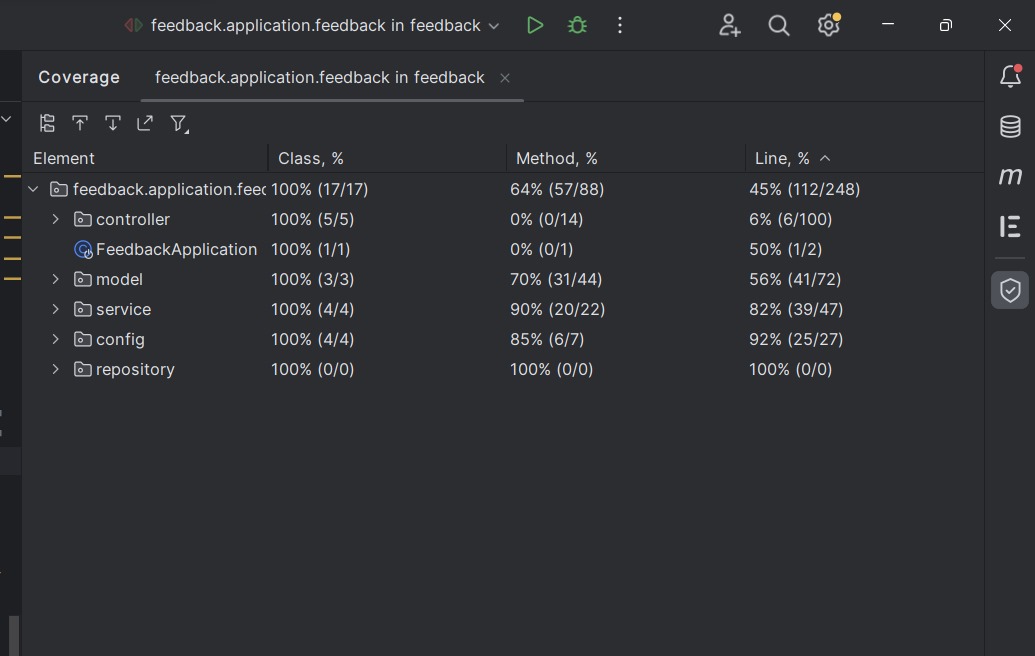 feedback.application.feedback in feedback
Coverage feedback.application.feedback in feedback
Element Class, % Method, % Line, %
feedback.application.feec 100% (17/17) 64% (57/88) 45% (112/248)
controller 100% (5/5) 0% (0/14) 6% (6/100)
FeedbackApplication 100% (1/1) 0% (0/1) 50% (1/2)
model 100% (3/3) 70% (31/44) 56% (41/72)
service 100% (4/4) 90% (20/22) 82% (39/47)
config 100% (4/4) 85% (6/7) 92% (25/27)
repository 100% (0/0) 100% (0/0) 100% (0/0)